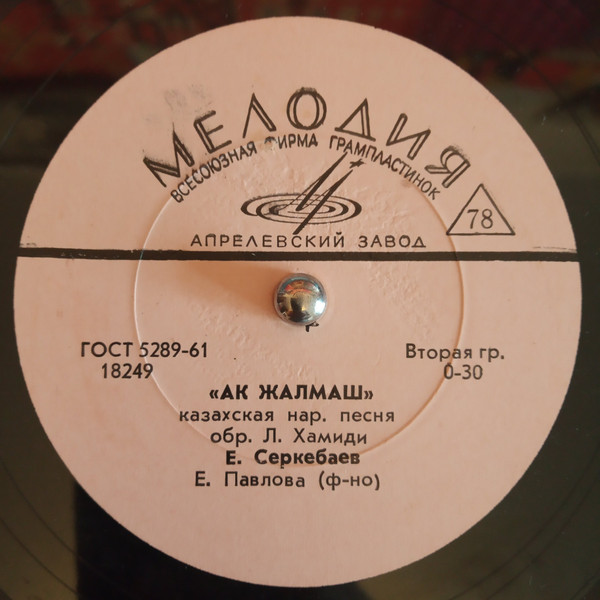 МЕЛОДИЯ
ВСЕСОЮЗНАЯ ФИРМА ГРАМПЛАСТИНОК
78
АПРЕЛЕВСКИЙ ЗАВОД
ГОСТ 5289-61
18249
Вторая гр.
0-30
«АК ЖАЛМАШ»
казахская нар. песня
обр. Л. Хамиди
Е. Серкебаев
Е. Павлова (ф-но)